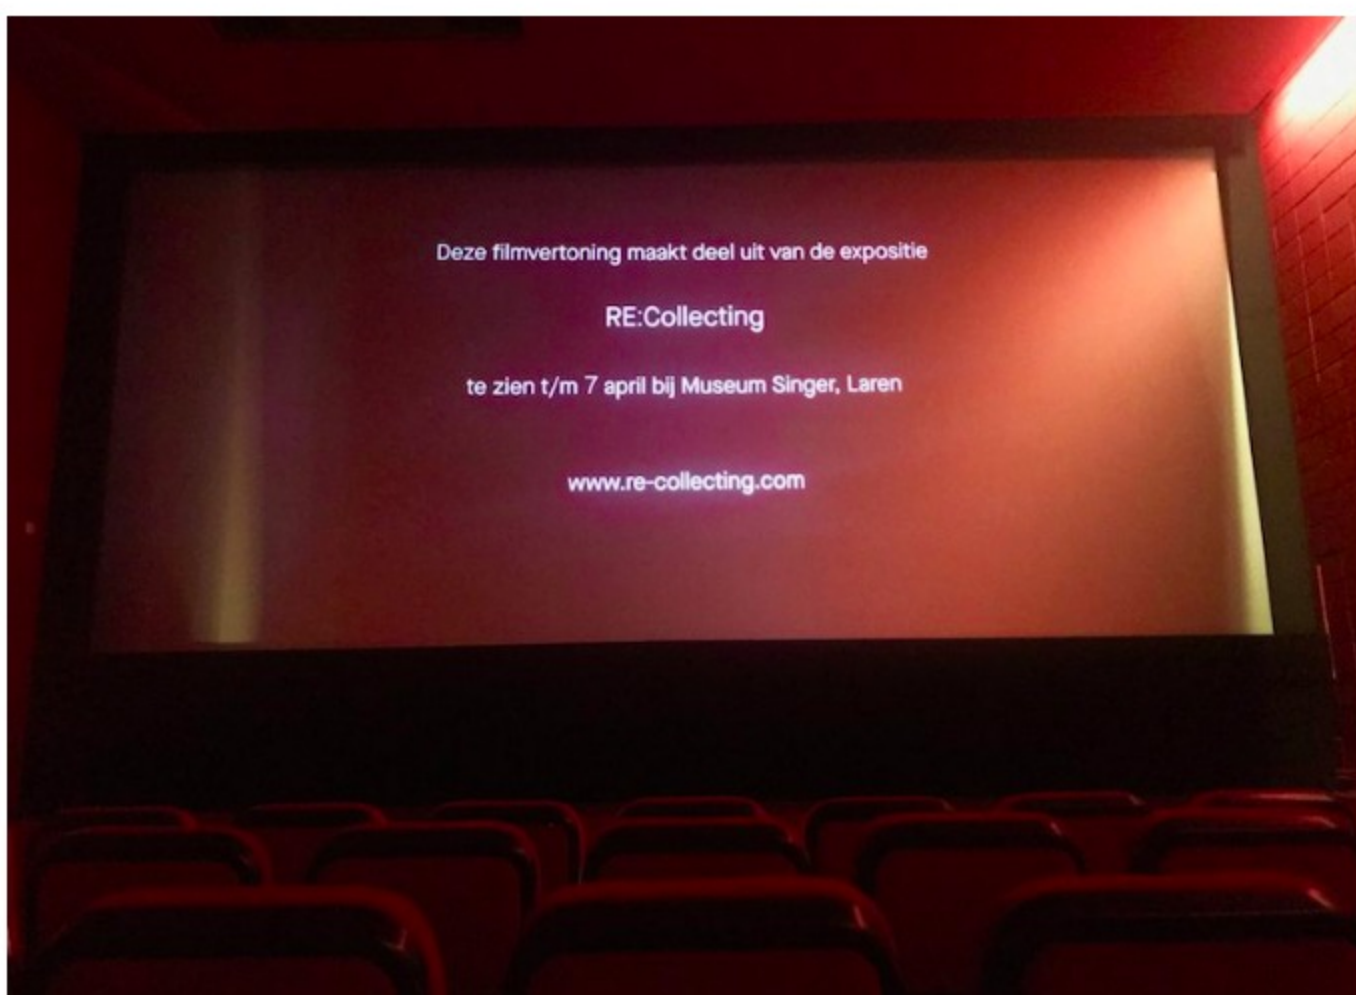 Deze filmvertoning maakt deel uit van de expositie
RE:Collecting
te zien t/m 7 april bij Museum Singer, Laren
www.re-collecting.com